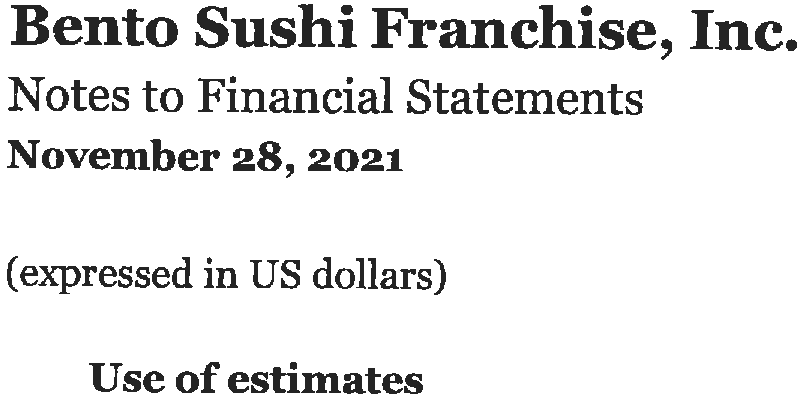 Bento Sushi Franchise, Inc.
Notes to Financial Statements
November 28, 2021
(expressed in US dollars)
Use of estimates